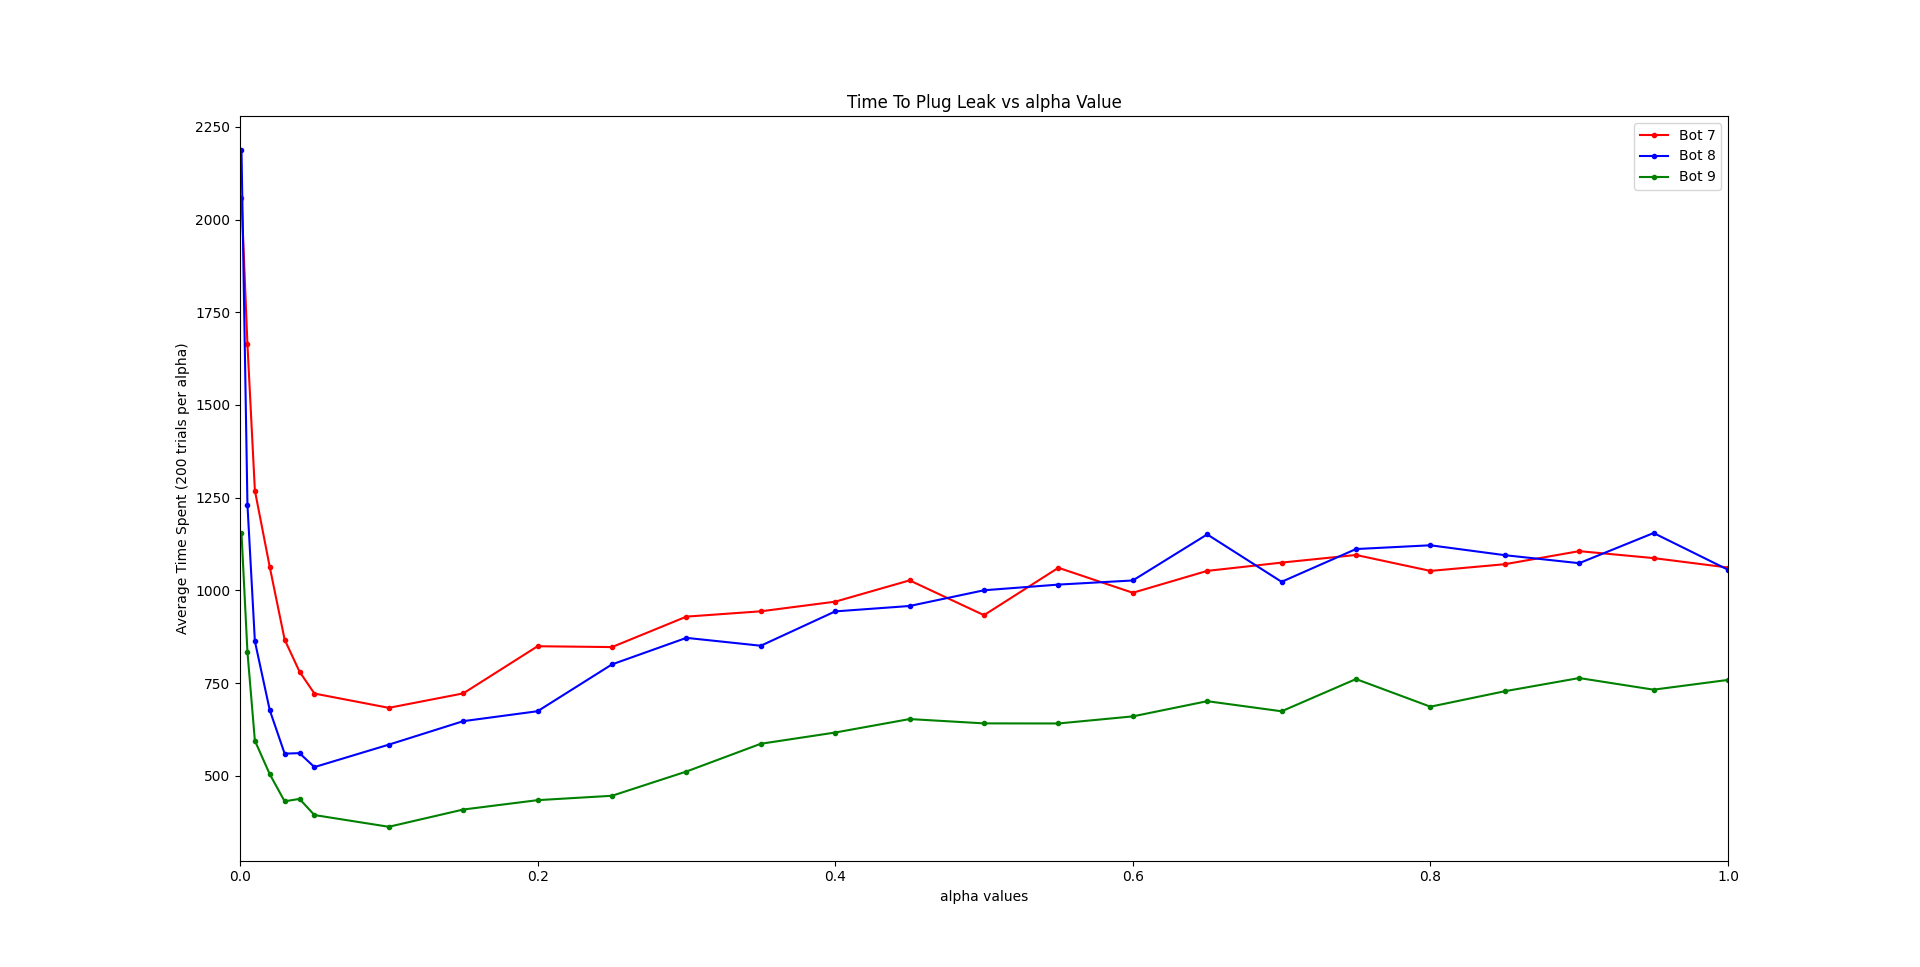 Time To Plug Leak vs alpha Value
Bot 7
Bot 8
Bot 9
2250
2000
1750
1500
1250
1000
750
500
Average Time Spent (200 trials per alpha)
0.0 0.2 0.4 0.6 0.8 1.0
alpha values